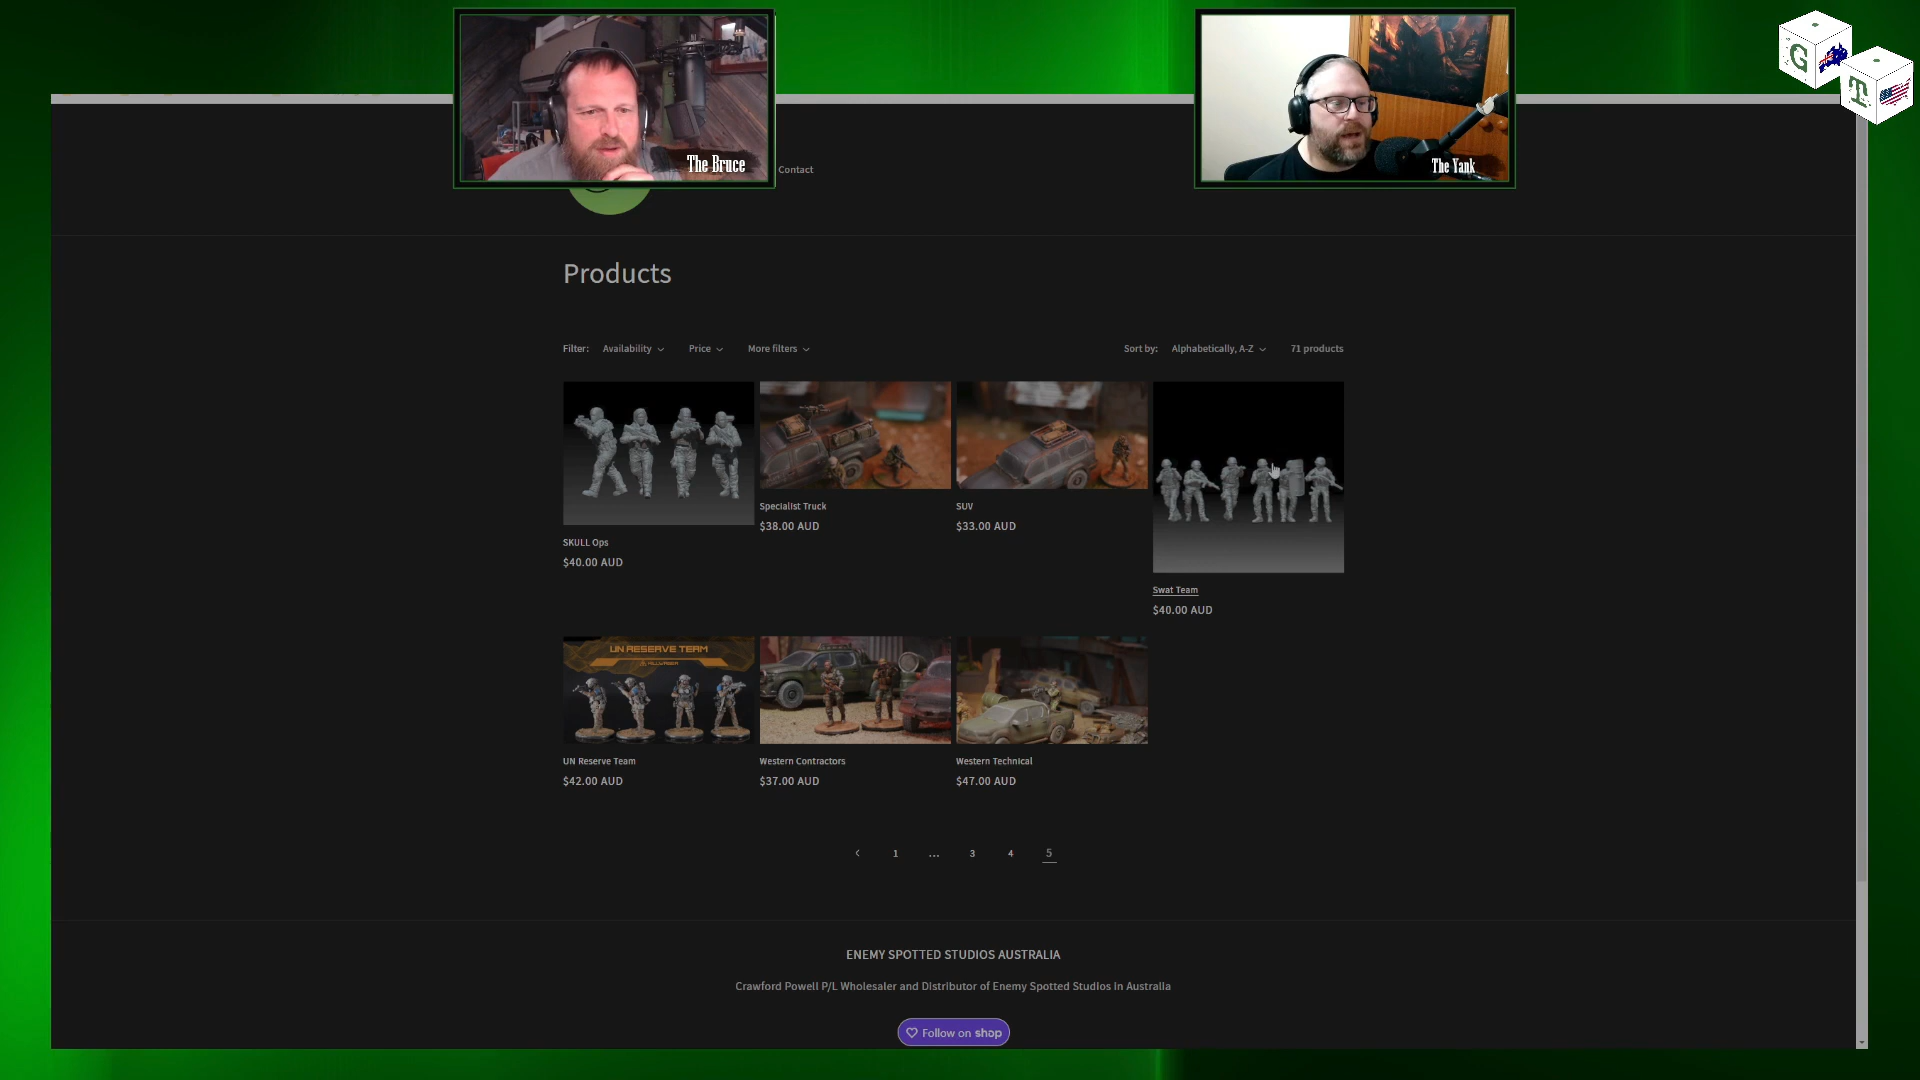 The Bruce
The Yank
G
T
Contact
Products
Filter: Availability Price More filters
Sort by: Alphabetically, A-Z 71 products
SKULL Ops
$40.00 AUD
Specialist Truck
$38.00 AUD
SUV
$33.00 AUD
Swat Team
$40.00 AUD
UN RESERVE TEAM
UN Reserve Team
$42.00 AUD
Western Contractors
$37.00 AUD
Western Technical
$47.00 AUD
1 ... 3 4 5
ENEMY SPOTTED STUDIOS AUSTRALIA
Crawford Powell P/L Wholesaler and Distributor of Enemy Spotted Studios in Australia
Follow on shop